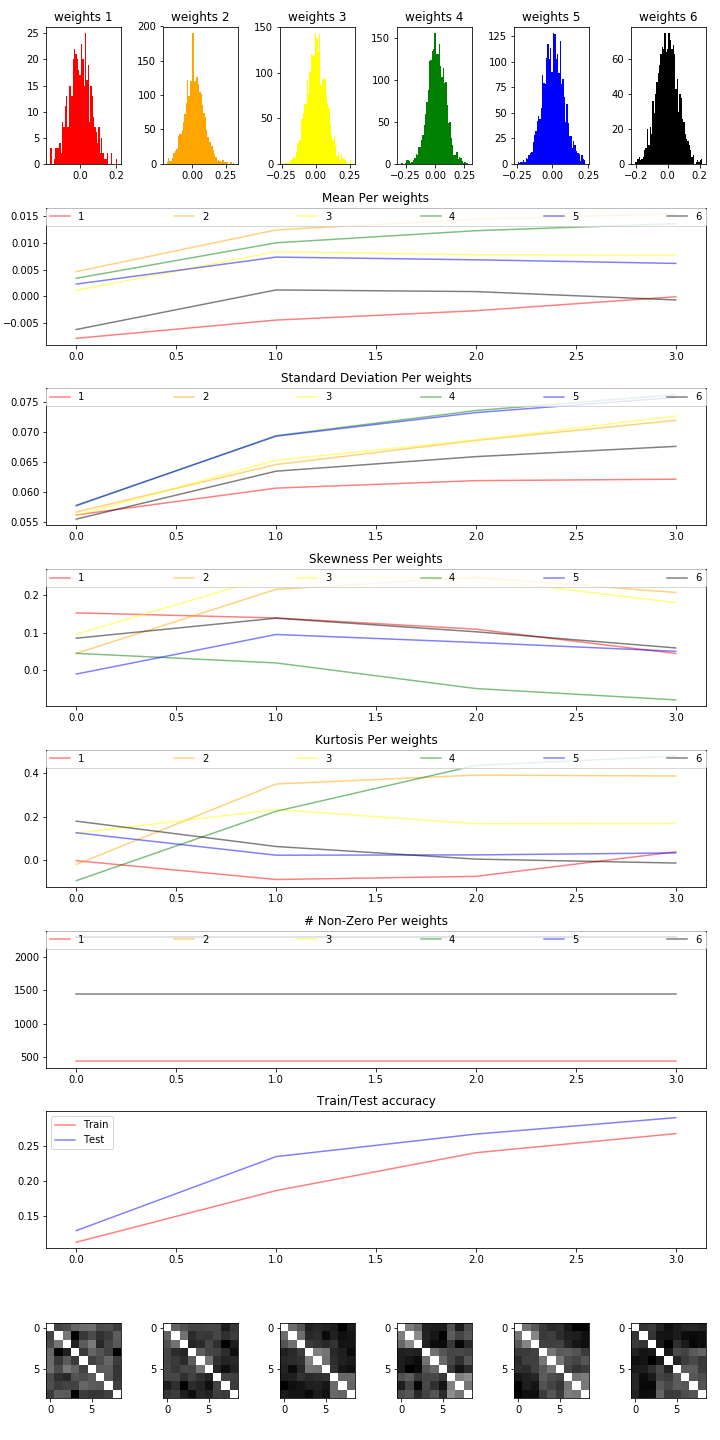 weights 1 weights 2 weights 3 weights 4 weights 5 weights 6
25 200 150 150 125 60
20 150 100 100 100 40
15 100 50 50 75 20
10 50 0 0 50 0
5 0 25
0 0
0.0 0.2 0.00 0.25 −0.25 0.00 0.25 0.00 0.25 −0.25 0.00 0.25 −0.2 0.0 0.2
Mean Per weights
1 2 3 4 5 6
0.015
0.010
0.005
0.000
−0.005
0.0 0.5 1.0 1.5 2.0 2.5 3.0
Standard Deviation Per weights
1 2 3 4 5 6
0.075
0.070
0.065
0.060
0.055
0.0 0.5 1.0 1.5 2.0 2.5 3.0
Skewness Per weights
1 2 3 4 5 6
0.2
0.1
0.0
0.0 0.5 1.0 1.5 2.0 2.5 3.0
Kurtosis Per weights
1 2 3 4 5 6
0.4
0.2
0.0
0.0 0.5 1.0 1.5 2.0 2.5 3.0
# Non-Zero Per weights
1 2 3 4 5 6
2000
1500
1000
500
0.0 0.5 1.0 1.5 2.0 2.5 3.0
Train/Test accuracy
Train
Test
0.25
0.20
0.15
0.0 0.5 1.0 1.5 2.0 2.5 3.0
0 0 0 0 0 0
5 5 5 5 5 5
0 5 0 5 0 5 0 5 0 5 0 5